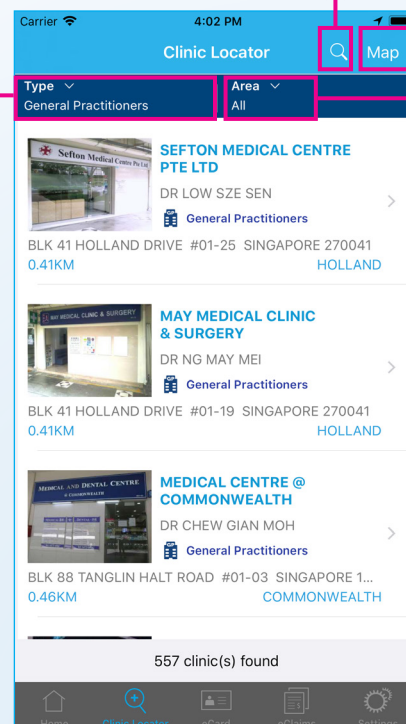 Carrier 4:02 PM
Clinic Locator Map
Type Area
General Practitioners All
Sefton Medical Centre Pte Ltd
SEFTON MEDICAL CENTRE
PTE LTD
DR LOW SZE SEN
GP General Practitioners
BLK 41 HOLLAND DRIVE #01-25 SINGAPORE 270041
0.41KM HOLLAND
MAY MEDICAL CLINIC & SURGERY
MAY MEDICAL CLINIC
& SURGERY
DR NG MAY MEI
GP General Practitioners
BLK 41 HOLLAND DRIVE #01-19 SINGAPORE 270041
0.41KM HOLLAND
MEDICAL AND DENTAL CENTRE
@ COMMONWEALTH
MEDICAL CENTRE @
COMMONWEALTH
DR CHEW GIAN MOH
GP General Practitioners
BLK 88 TANGLIN HALT ROAD #01-03 SINGAPORE 1...
0.46KM COMMONWEALTH
557 clinic(s) found
Home Clinic Locator eCard eClaims Settings